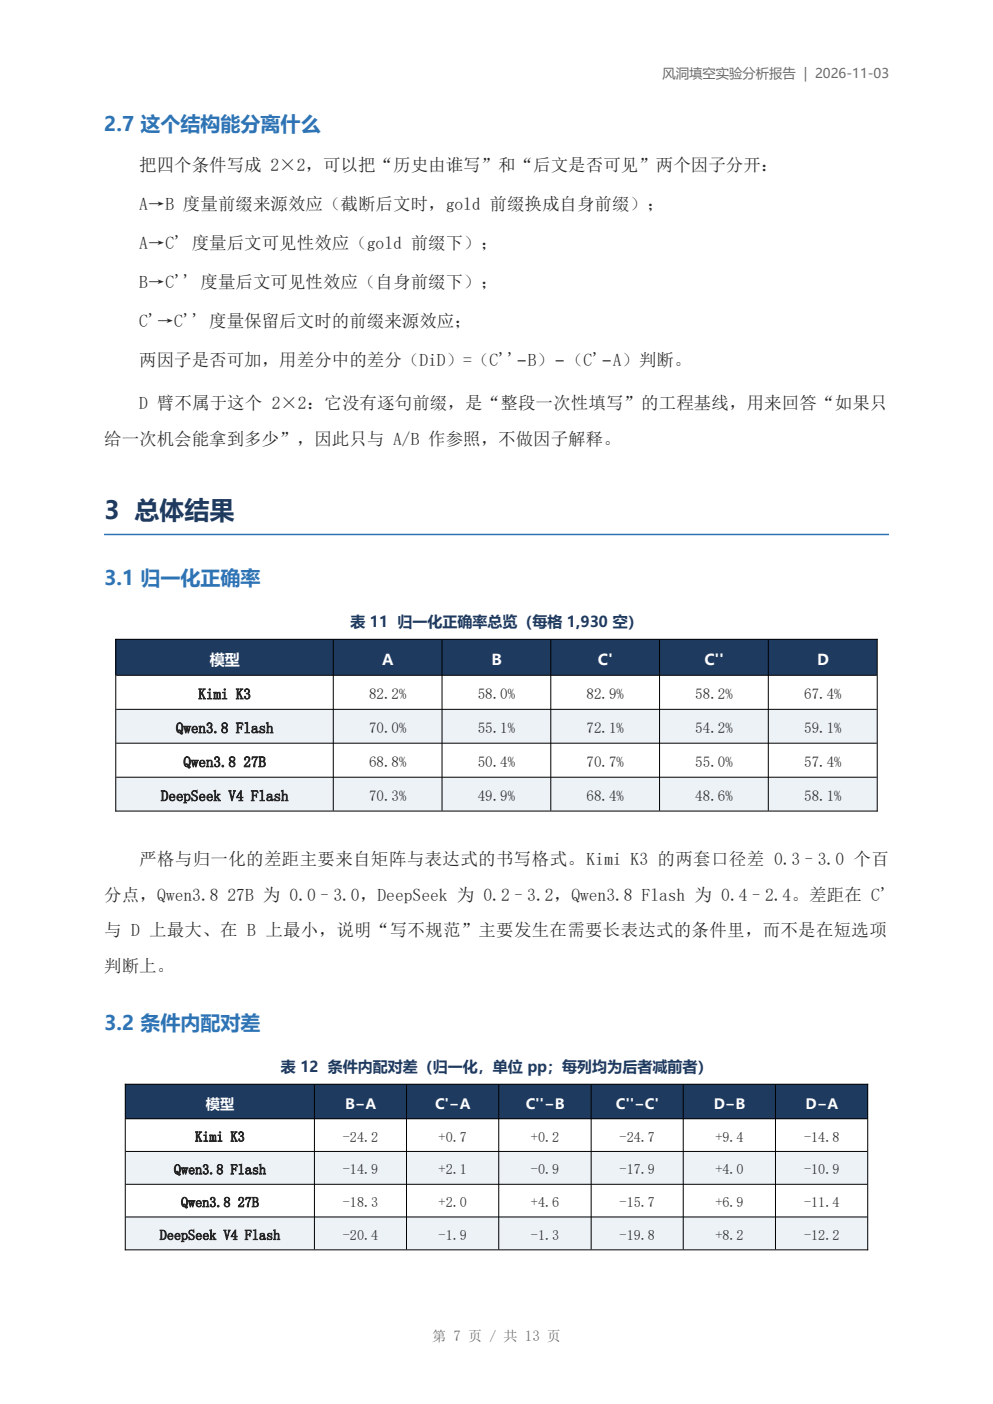 风洞填空实验分析报告 | 2026-11-03
2.7 这个结构能分离什么
把四个条件写成 2×2，可以把“历史由谁写”和“后文是否可见”两个因子分开：
A→B 度量前缀来源效应（截断后文时，gold 前缀换成自身前缀）；
A→C' 度量后文可见性效应（gold 前缀下）；
B→C'' 度量后文可见性效应（自身前缀下）；
C'→C'' 度量保留后文时的前缀来源效应；
两因子是否可加，用差分中的差分（DiD）=（C''−B）−（C'−A）判断。
D 臂不属于这个 2×2：它没有逐句前缀，是“整段一次性填写”的工程基线，用来回答“如果只
给一次机会能拿到多少”，因此只与 A/B 作参照，不做因子解释。
3 总体结果
3.1 归一化正确率
表 11 归一化正确率总览（每格 1,930 空）
模型 A B C' C'' D
Kimi K3 82.2% 58.0% 82.9% 58.2% 67.4%
Qwen3.8 Flash 70.0% 55.1% 72.1% 54.2% 59.1%
Qwen3.8 27B 68.8% 50.4% 70.7% 55.0% 57.4%
DeepSeek V4 Flash 70.3% 49.9% 68.4% 48.6% 58.1%
严格与归一化的差距主要来自矩阵与表达式的书写格式。Kimi K3 的两套口径差 0.3–3.0 个百
分点，Qwen3.8 27B 为 0.0–3.0，DeepSeek 为 0.2–3.2，Qwen3.8 Flash 为 0.4–2.4。差距在 C'
与 D 上最大、在 B 上最小，说明“写不规范”主要发生在需要长表达式的条件里，而不是在短选项
判断上。
3.2 条件内配对差
表 12 条件内配对差（归一化，单位 pp；每列均为后者减前者）
模型 B−A C'−A C''−B C''−C' D−B D−A
Kimi K3 -24.2 +0.7 +0.2 -24.7 +9.4 -14.8
Qwen3.8 Flash -14.9 +2.1 -0.9 -17.9 +4.0 -10.9
Qwen3.8 27B -18.3 +2.0 +4.6 -15.7 +6.9 -11.4
DeepSeek V4 Flash -20.4 -1.9 -1.3 -19.8 +8.2 -12.2
第 7 页 / 共 13 页